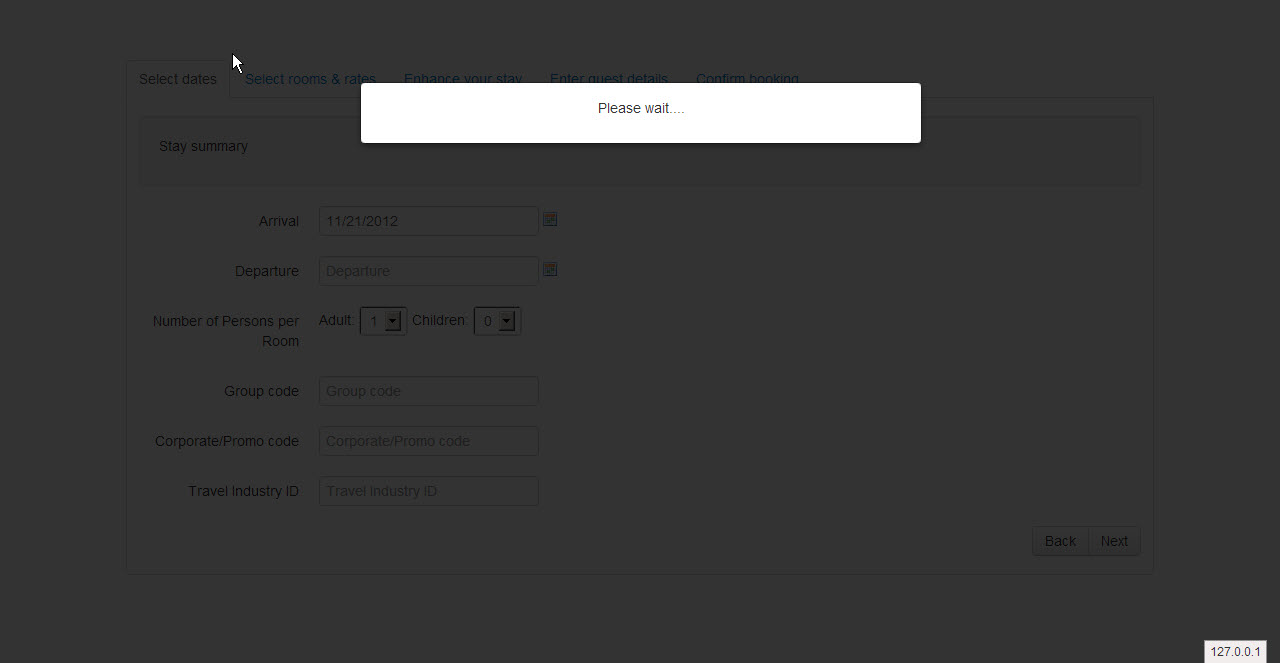 Select dates Select rooms & rates Enhance your stay Enter guest details Confirm booking
Please wait....
Stay summary
Arrival 11/21/2012
Departure Departure
Number of Persons per Room Adult: 1 Children: 0
Group code Group code
Corporate/Promo code Corporate/Promo code
Travel Industry ID Travel Industry ID
Back Next
127.0.0.1